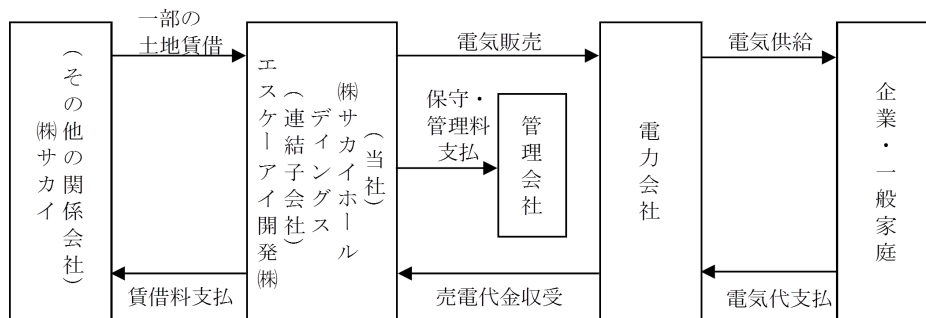 (その他の関係会社)
㈱サカイ
一部の
土地賃借
賃借料支払
(当社)
㈱サカイホール
ディングス
(連結子会社)
エスケーアイ開発㈱
電気販売
保守・
管理料
支払
管理会社
売電代金収受
電力会社
電気供給
電気代支払
企業・一般家庭